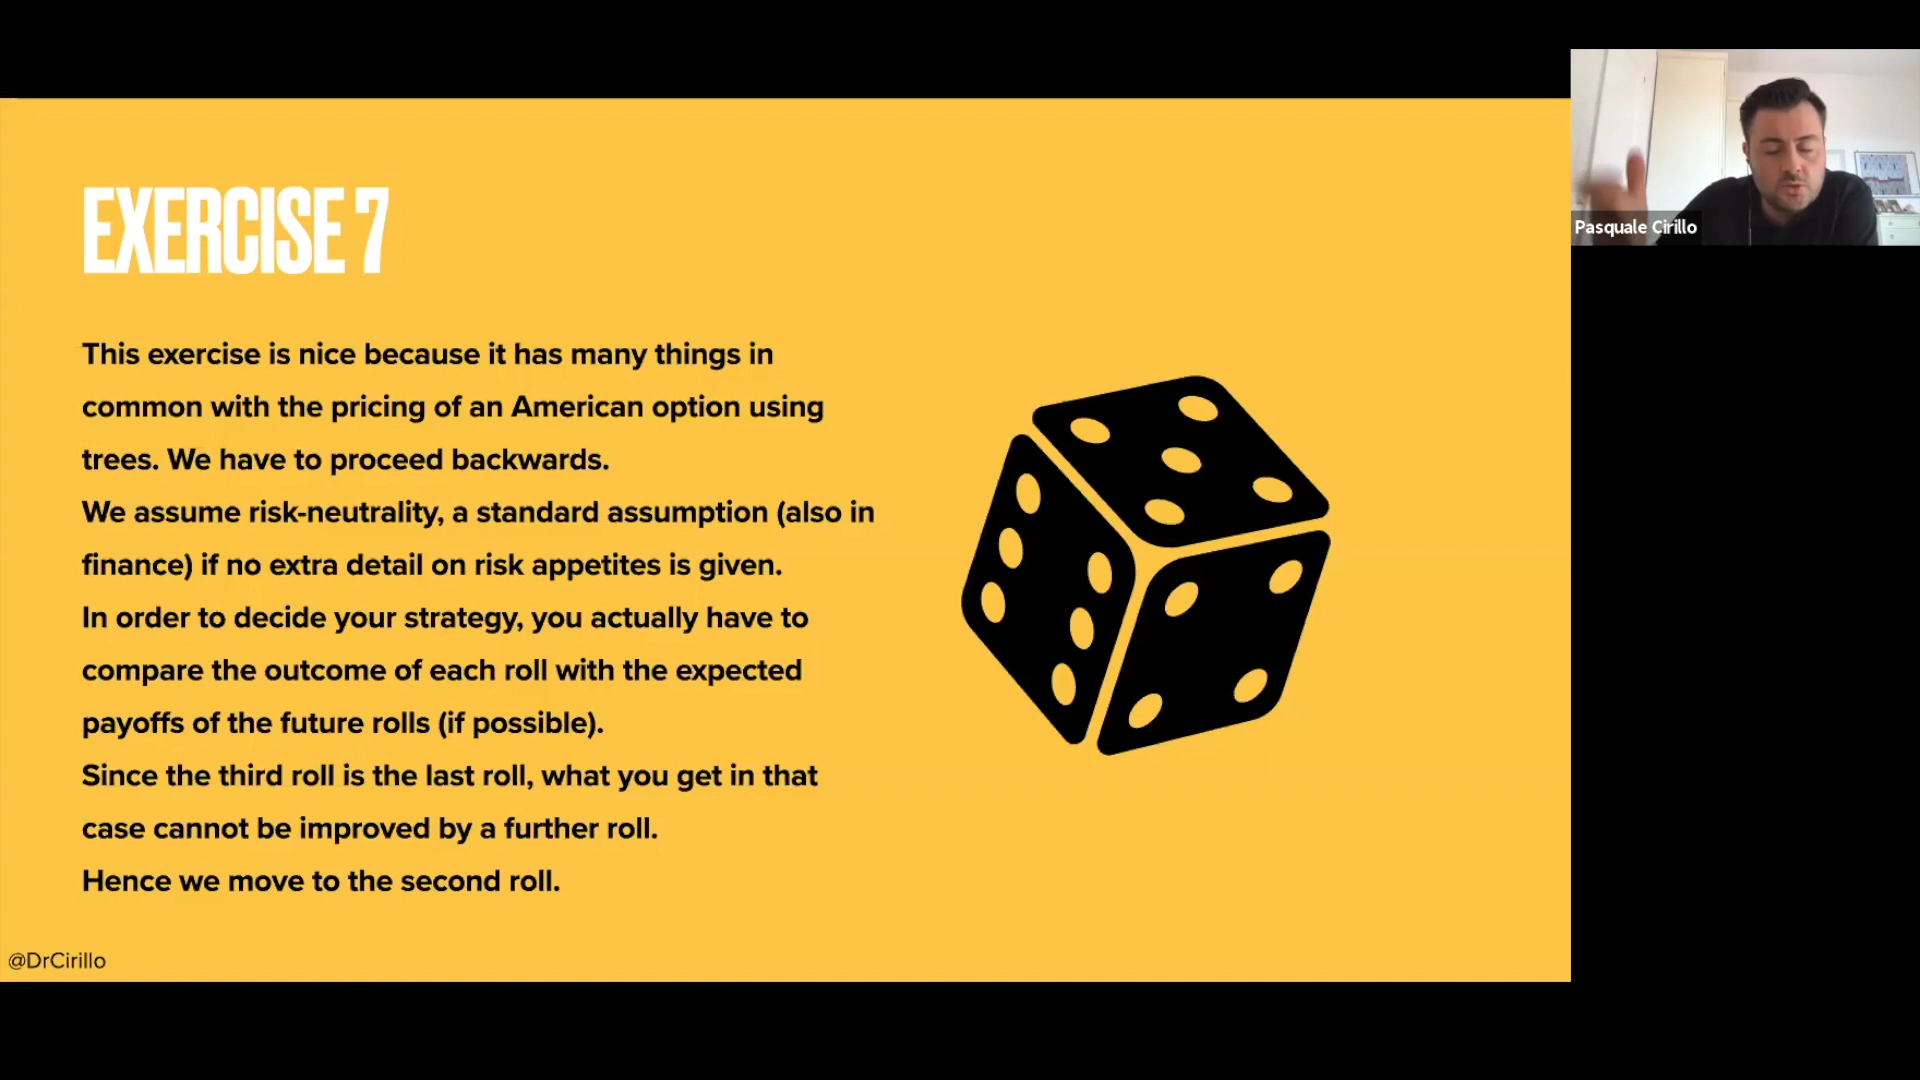 EXERCISE 7
This exercise is nice because it has many things in
common with the pricing of an American option using
trees. We have to proceed backwards.
We assume risk-neutrality, a standard assumption (also in
finance) if no extra detail on risk appetites is given.
In order to decide your strategy, you actually have to
compare the outcome of each roll with the expected
payoffs of the future rolls (if possible).
Since the third roll is the last roll, what you get in that
case cannot be improved by a further roll.
Hence we move to the second roll.
@DrCirillo
Pasquale Cirillo